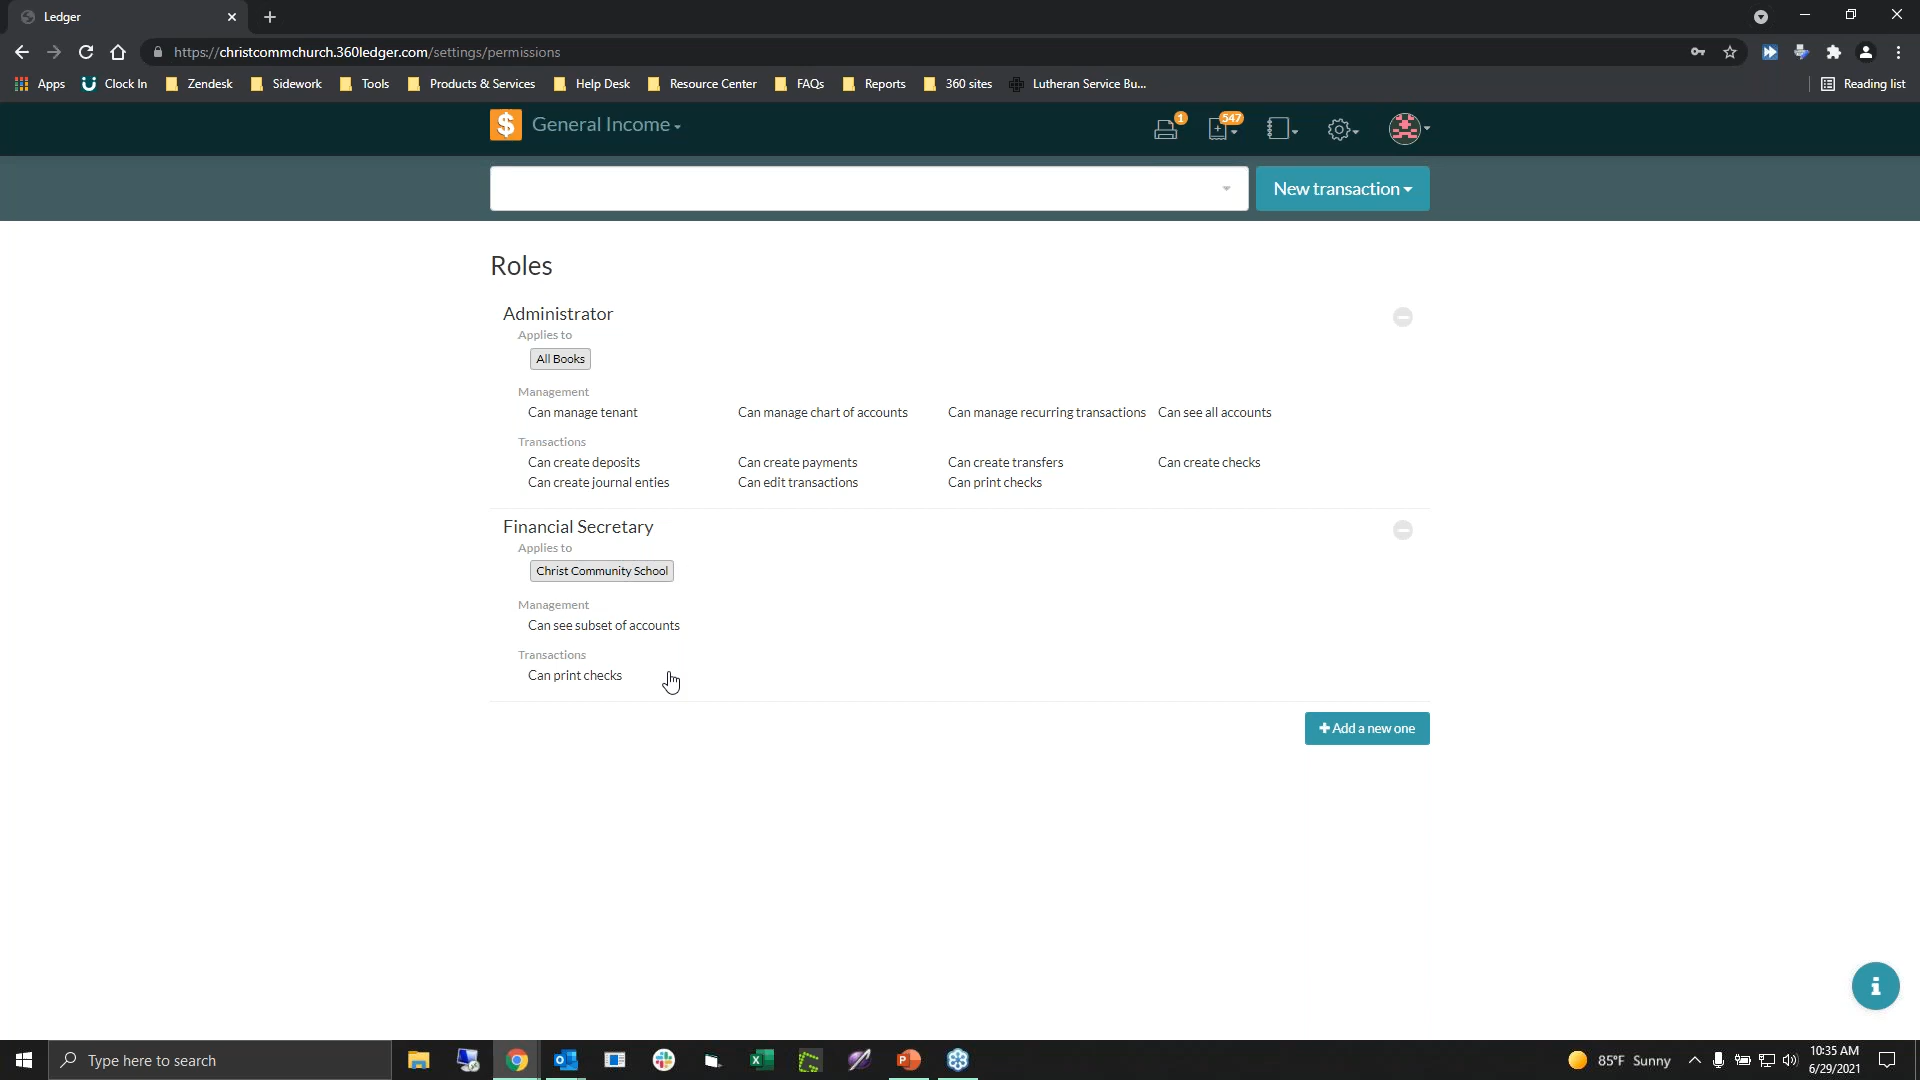 Ledger
https://christcommchurch.360ledger.com/settings/permissions
Apps Clock In Zendesk Sidework Tools Products & Services Help Desk Resource Center FAQs Reports 360 sites Lutheran Service Bu... Reading list
$ General Income 1 547
New transaction
Roles
Administrator
Applies to
All Books
Management
Can manage tenant Can manage chart of accounts Can manage recurring transactions Can see all accounts
Transactions
Can create deposits Can create payments Can create transfers Can create checks
Can create journal enties Can edit transactions Can print checks
Financial Secretary
Applies to
Christ Community School
Management
Can see subset of accounts
Transactions
Can print checks
+ Add a new one
i
Type here to search 85°F Sunny 10:35 AM
6/29/2021